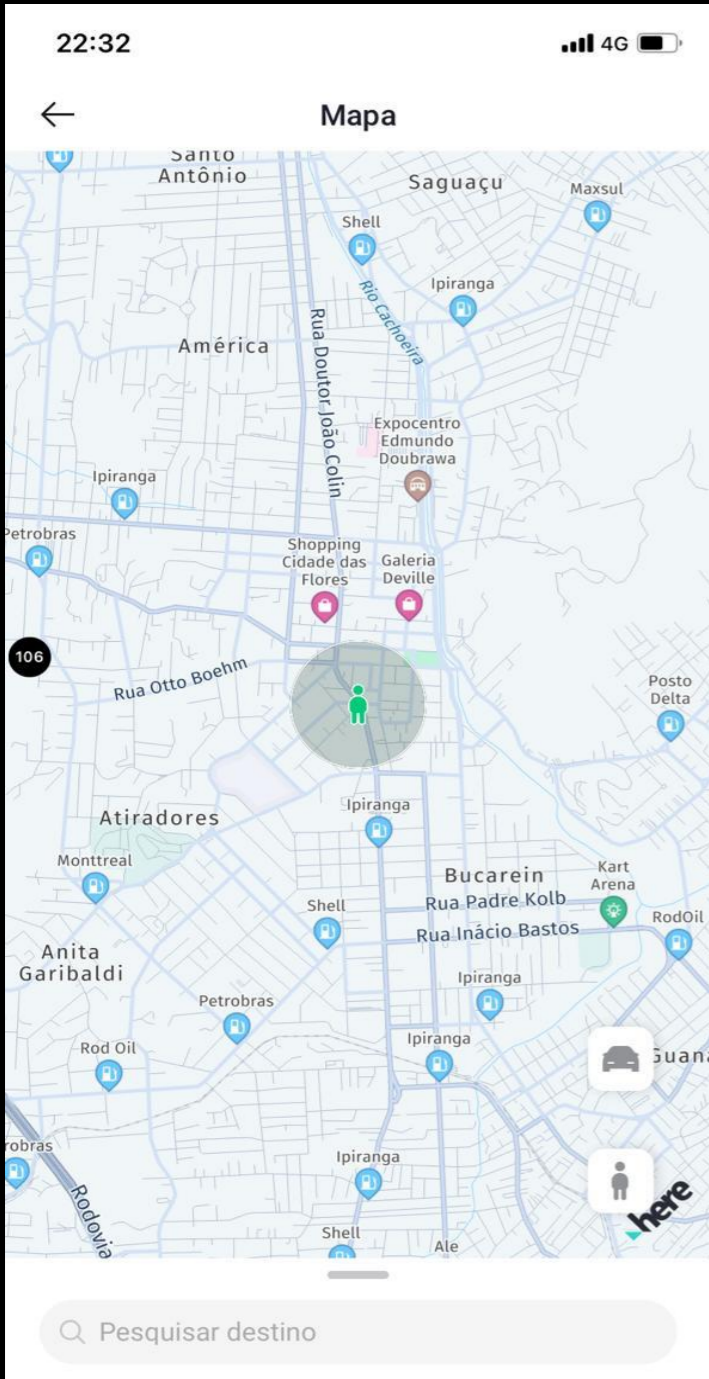 22:32
4G
Mapa
Santo
Antônio
Saguaçu
Maxsul
Shell
Ipiranga
Rio Cachoeira
América
Rua Doutor João Colin
Expocentro
Edmundo
Doubrawa
Ipiranga
Petrobras
Shopping
Cidade das
Flores
Galeria
Deville
106
Rua Otto Boehm
Posto
Delta
Ipiranga
Atiradores
Monttreal
Bucarein
Kart
Arena
Rua Padre Kolb
Shell
RodOil
Rua Inácio Bastos
Anita
Garibaldi
Ipiranga
Petrobras
Ipiranga
Rod Oil
Guana
robras
Ipiranga
Rodovia
here
Shell
Ale
Pesquisar destino